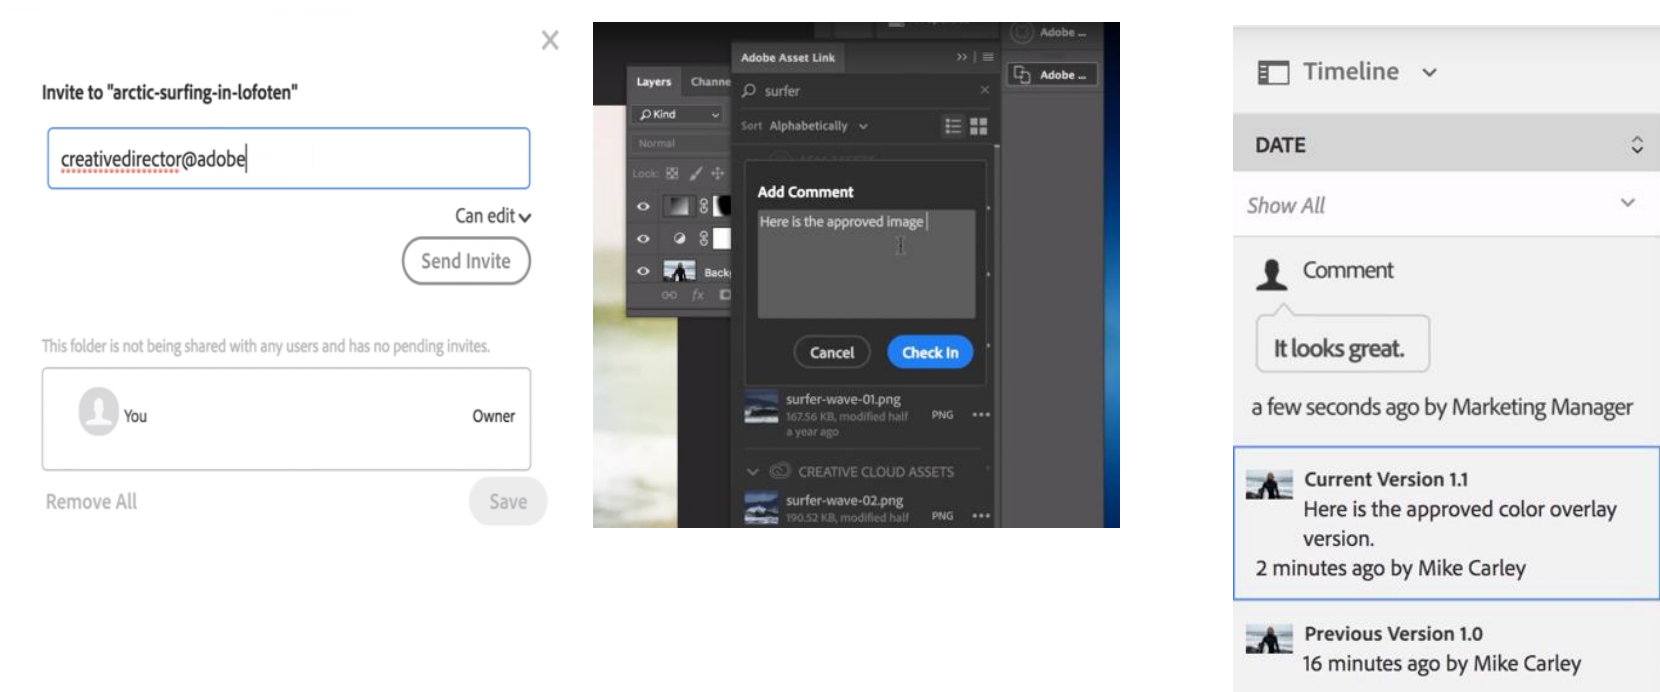 Invite to "arctic-surfing-in-lofoten"
creativedirector@adobe
Can edit
Send Invite
This folder is not being shared with any users and has no pending invites.
You Owner
Remove All Save
Adobe ...
Adobe Asset Link
Adobe ...
Layers Channe
surfer
Kind
Sort Alphabetically
Normal
Lock:
Add Comment
Here is the approved image
Back
fx
Cancel Check In
surfer-wave-01.png
167.56 KB, modified half PNG
a year ago
CREATIVE CLOUD ASSETS
surfer-wave-02.png
190.52 KB, modified half PNG
Timeline
DATE
Show All
Comment
It looks great.
a few seconds ago by Marketing Manager
Current Version 1.1
Here is the approved color overlay
version.
2 minutes ago by Mike Carley
Previous Version 1.0
16 minutes ago by Mike Carley